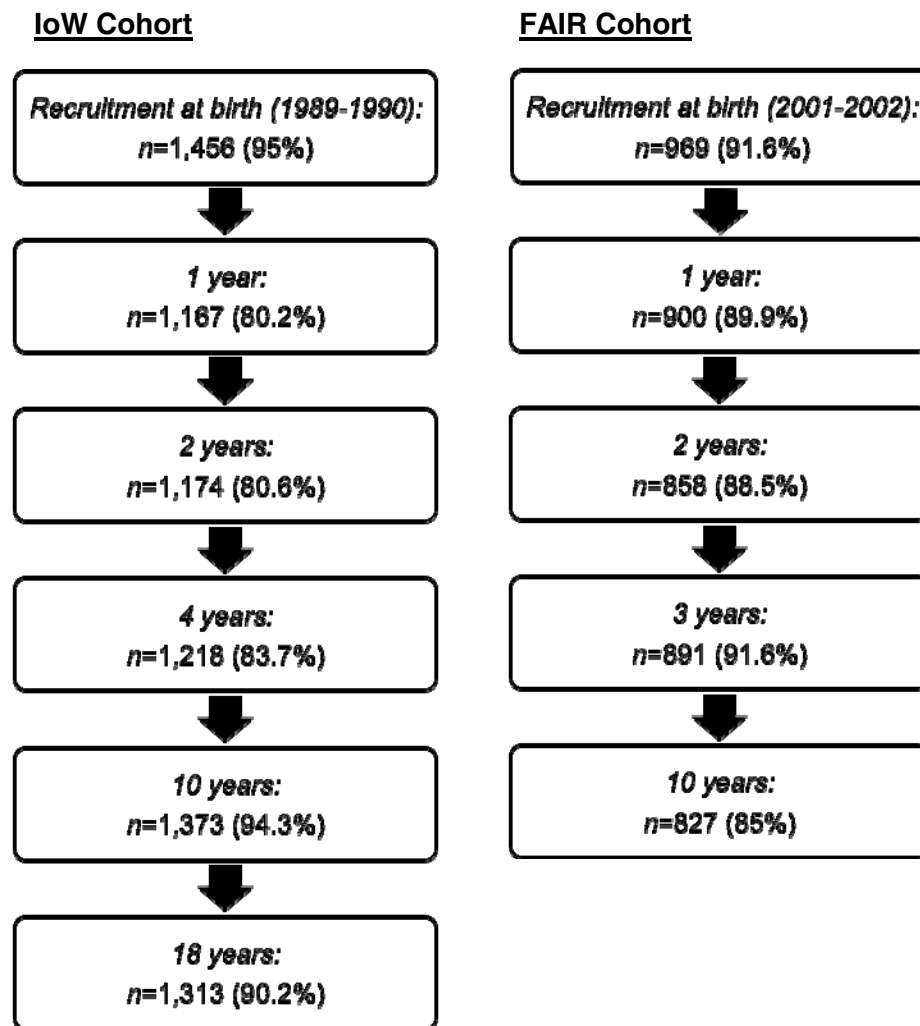 IoW Cohort
Recruitment at birth (1989-1990):
n=1,456 (95%)
1 year:
n=1,167 (80.2%)
2 years:
n=1,174 (80.6%)
4 years:
n=1,218 (83.7%)
10 years:
n=1,373 (94.3%)
18 years:
n=1,313 (90.2%)
FAIR Cohort
Recruitment at birth (2001-2002):
n=969 (91.6%)
1 year:
n=900 (89.9%)
2 years:
n=858 (88.5%)
3 years:
n=891 (91.6%)
10 years:
n=827 (85%)